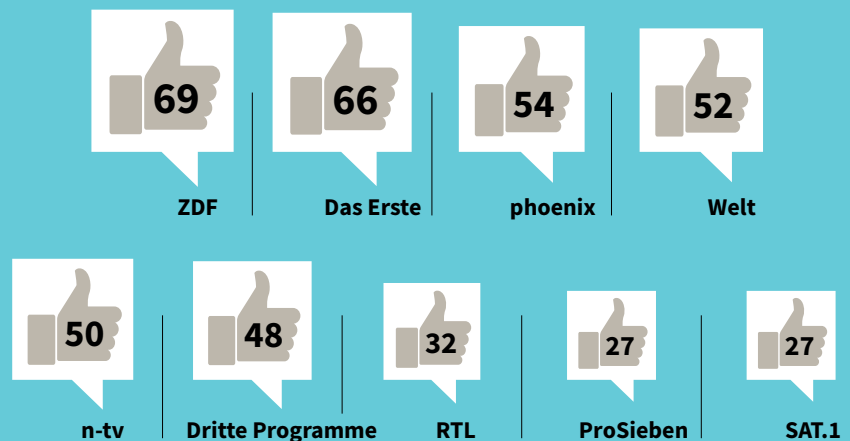 69 66 54 52
ZDF Das Erste phoenix Welt
50 48 32 27 27
n-tv Dritte Programme RTL ProSieben SAT.1